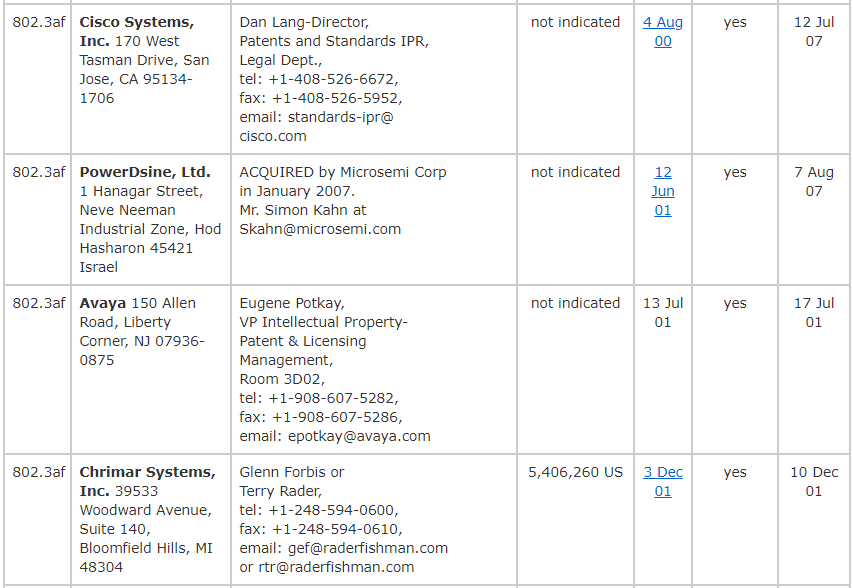 802.3af
Cisco Systems,
Inc. 170 West
Tasman Drive, San
Jose, CA 95134-
1706
Dan Lang-Director,
Patents and Standards IPR,
Legal Dept.,
tel: +1-408-526-6672,
fax: +1-408-526-5952,
email: standards-ipr@
cisco.com
not indicated
4 Aug
00
yes
12 Jul
07
802.3af
PowerDsine, Ltd.
1 Hanagar Street,
Neve Neeman
Industrial Zone, Hod
Hasharon 45421
Israel
ACQUIRED by Microsemi Corp
in January 2007.
Mr. Simon Kahn at
Skahn@microsemi.com
not indicated
12
Jun
01
yes
7 Aug
07
802.3af
Avaya 150 Allen
Road, Liberty
Corner, NJ 07936-
0875
Eugene Potkay,
VP Intellectual Property-
Patent & Licensing
Management,
Room 3D02,
tel: +1-908-607-5282,
fax: +1-908-607-5286,
email: epotkay@avaya.com
not indicated
13 Jul
01
yes
17 Jul
01
802.3af
Chrimar Systems,
Inc. 39533
Woodward Avenue,
Suite 140,
Bloomfield Hills, MI
48304
Glenn Forbis or
Terry Rader,
tel: +1-248-594-0600,
fax: +1-248-594-0610,
email: gef@raderfishman.com
or rtr@raderfishman.com
5,406,260 US
3 Dec
01
yes
10 Dec
01